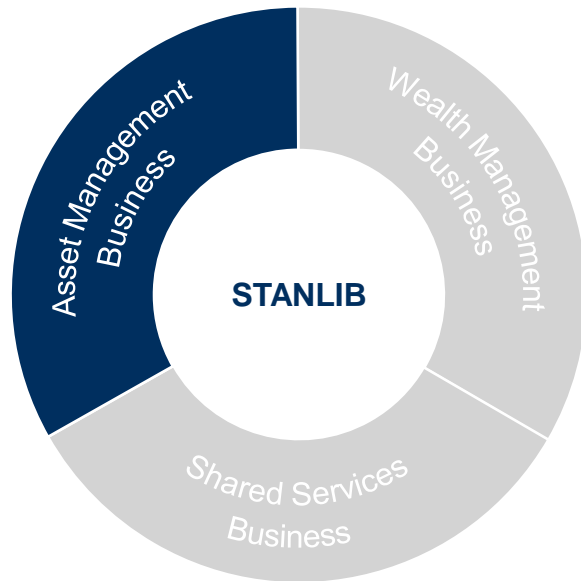 Asset Management
Business
Wealth Management
Business
STANLIB
Shared Services
Business